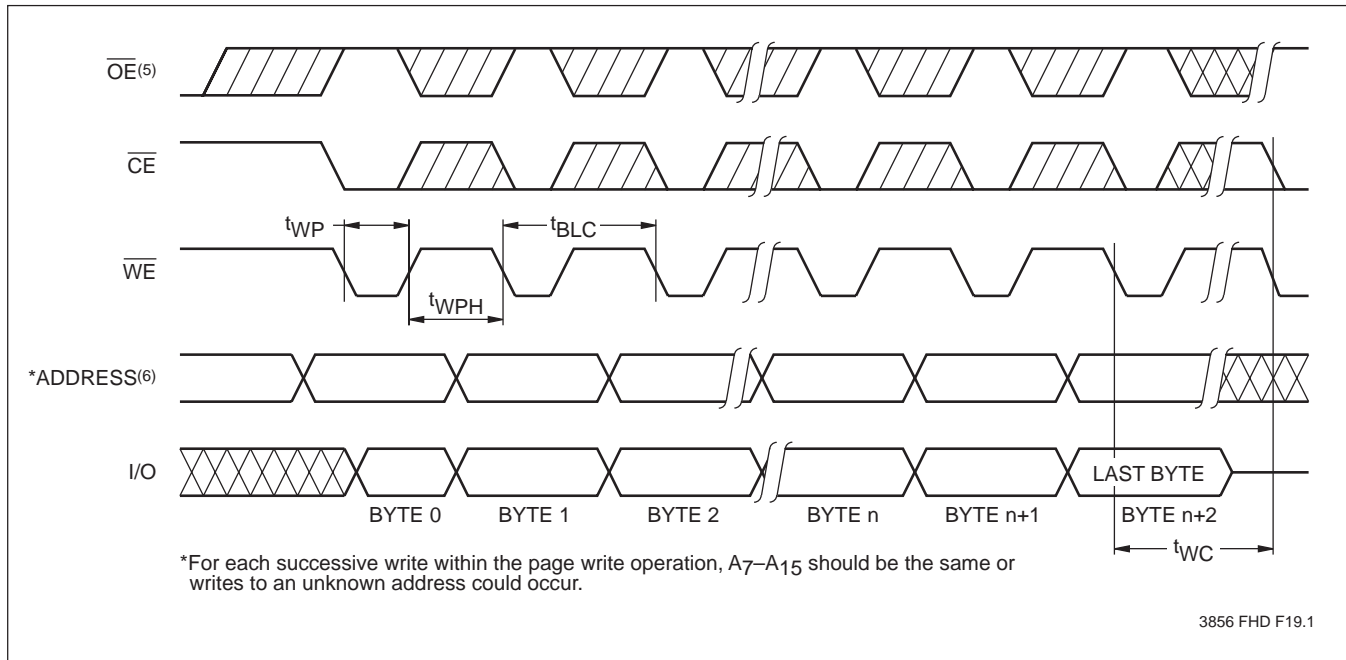 OE(5)
CE
tWP
tBLC
WE
tWPH
*ADDRESS(6)
I/O
LAST BYTE
BYTE 0 BYTE 1 BYTE 2 BYTE n BYTE n+1 BYTE n+2
tWC
*For each successive write within the page write operation, A7–A15 should be the same or
writes to an unknown address could occur.
3856 FHD F19.1